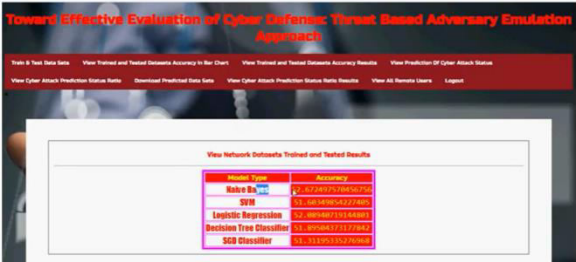 Toward Effective Evaluation of Cyber Defense: Threat Based Adversary Emulation
Approach
Train & Test Data Sets View Trained and Tested Datasets Accuracy in Bar Chart View Trained and Tested Datasets Accuracy Results View Prediction Of Cyber Attack Status
View Cyber Attack Prediction Status Ratio Download Predicted Data Sets View Cyber Attack Prediction Status Ratio Results View All Remote Users Logout
View Network Datasets Trained and Tested Results
Model Type Accuracy
Naive Bayes 52.672497570456756
SVM 51.60349854227405
Logistic Regression 52.08940719144801
Decision Tree Classifier 51.89504373177842
SGD Classifier 51.31195335276968